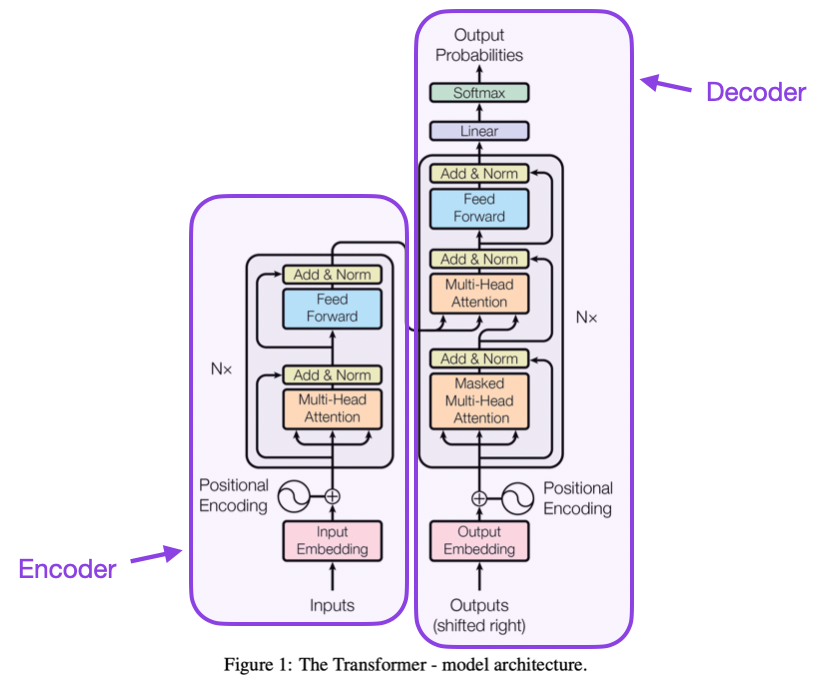 Output
Probabilities
Softmax
Linear
Add & Norm
Feed
Forward
Add & Norm
Multi-Head
Attention
Add & Norm
Masked
Multi-Head
Attention
Nx
Positional
Encoding
Output
Embedding
Outputs
(shifted right)
Decoder
Add & Norm
Feed
Forward
Add & Norm
Multi-Head
Attention
Nx
Positional
Encoding
Input
Embedding
Inputs
Encoder
Figure 1: The Transformer - model architecture.